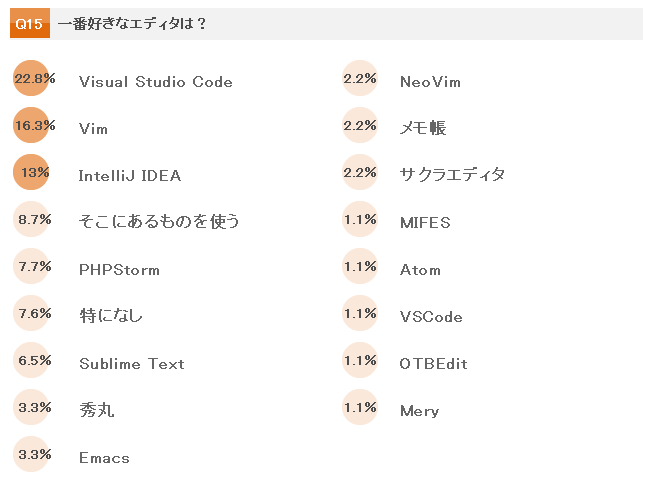 Q15 一番好きなエディタは？
22.8% Visual Studio Code
16.3% Vim
13% IntelliJ IDEA
8.7% そこにあるものを使う
7.7% PHPStorm
7.6% 特になし
6.5% Sublime Text
3.3% 秀丸
3.3% Emacs
2.2% NeoVim
2.2% メモ帳
2.2% サクラエディタ
1.1% MIFES
1.1% Atom
1.1% VSCode
1.1% OTBEdit
1.1% Mery